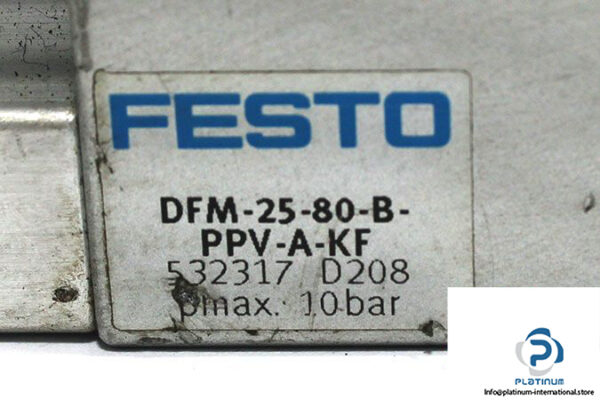 FESTO
DFM-25-80-B-
PPV-A-KF
532317 D208
pmax. 10bar
PLATINUM
Info@platinum-international.store